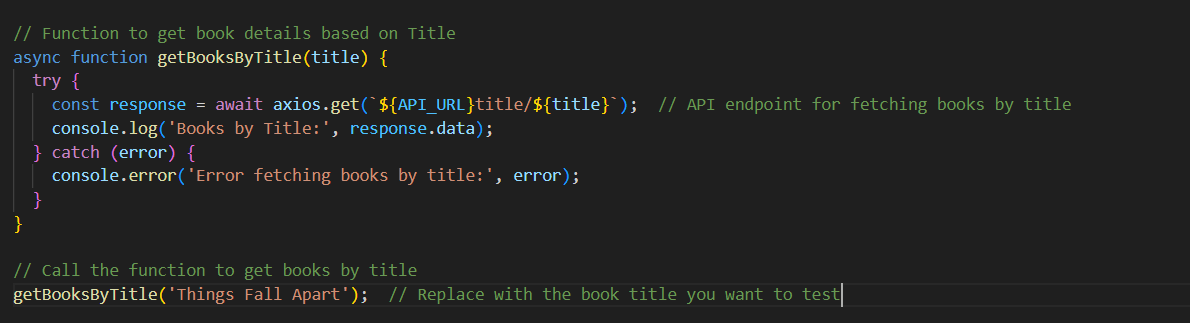 // Function to get book details based on Title
async function getBooksByTitle(title) {
try {
const response = await axios.get(`${API_URL}title/${title}`);  // API endpoint for fetching books by title
console.log('Books by Title:', response.data);
} catch (error) {
console.error('Error fetching books by title:', error);
}
}
// Call the function to get books by title
getBooksByTitle('Things Fall Apart');  // Replace with the book title you want to test